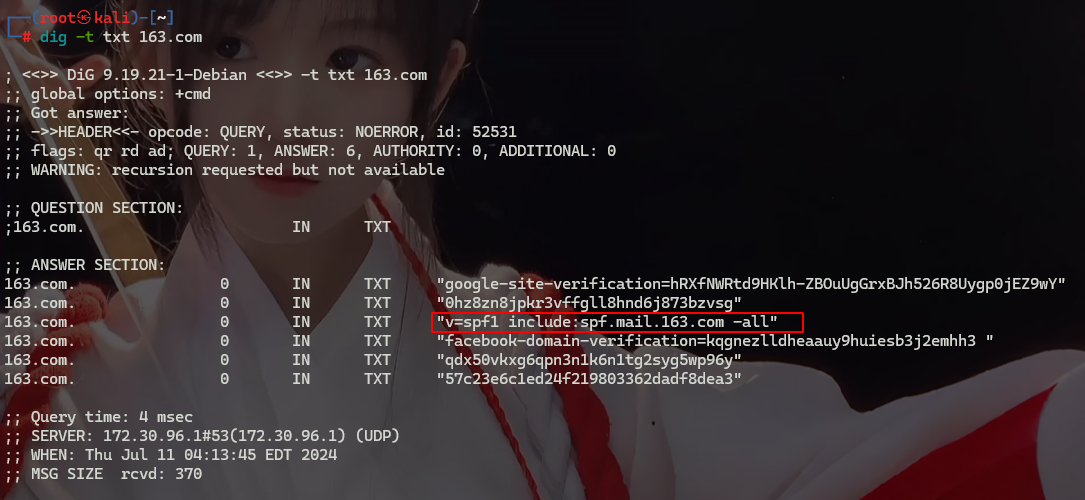 ┌──(root㉿kali)-[~]
└─# dig -t txt 163.com
; <<>> DiG 9.19.21-1-Debian <<>> -t txt 163.com
;; global options: +cmd
;; Got answer:
;; ->>HEADER<<- opcode: QUERY, status: NOERROR, id: 52531
;; flags: qr rd ad; QUERY: 1, ANSWER: 6, AUTHORITY: 0, ADDITIONAL: 0
;; WARNING: recursion requested but not available
;; QUESTION SECTION:
;163.com. IN TXT
;; ANSWER SECTION:
163.com. 0 IN TXT "google-site-verification=hRXfNWRtd9HKlh-ZBOuUgGrxBJh526R8Uygp0jEZ9wY"
163.com. 0 IN TXT "0hz8zn8jpkr3vffgll8hnd6j873bzvsg"
163.com. 0 IN TXT "v=spf1 include:spf.mail.163.com -all"
163.com. 0 IN TXT "facebook-domain-verification=kqgnezlldheaauy9huiesb3j2emhh3 "
163.com. 0 IN TXT "qdx50vkxg6qpn3n1k6n1tg2syg5wp96y"
163.com. 0 IN TXT "57c23e6c1ed24f219803362dadf8dea3"
;; Query time: 4 msec
;; SERVER: 172.30.96.1#53(172.30.96.1) (UDP)
;; WHEN: Thu Jul 11 04:13:45 EDT 2024
;; MSG SIZE  rcvd: 370